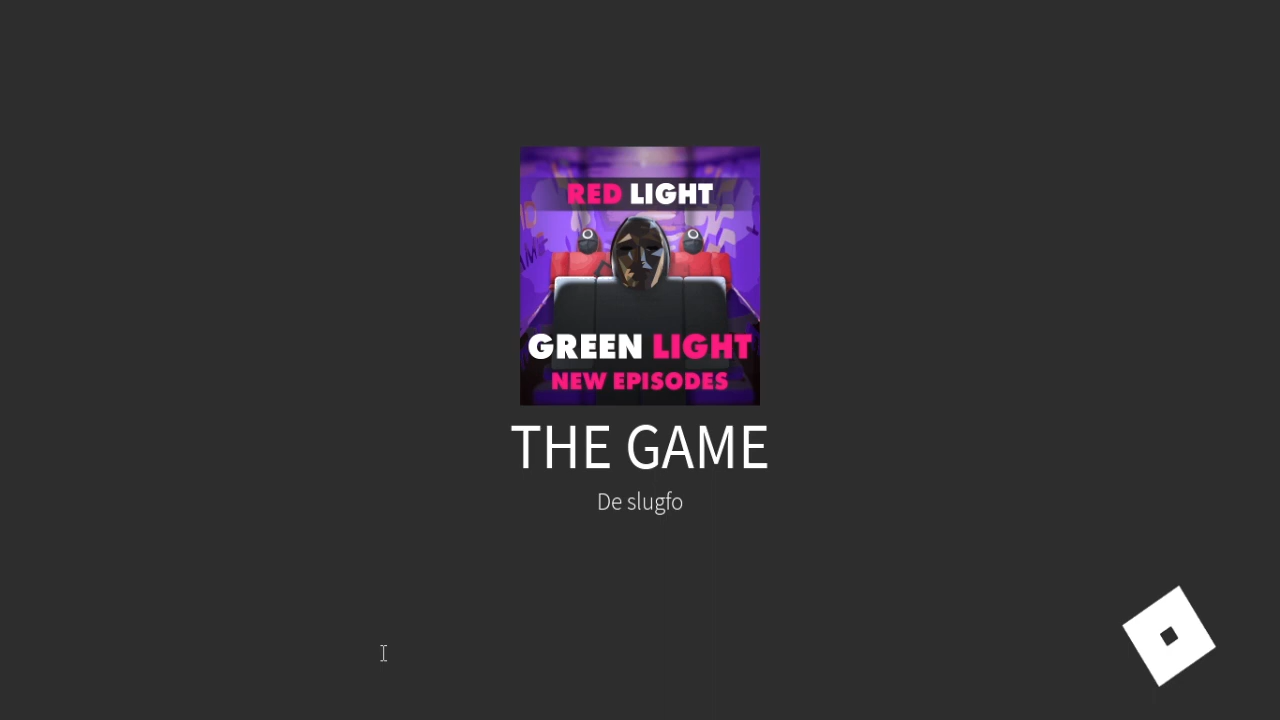 RED LIGHT
GREEN LIGHT
NEW EPISODES
THE GAME
De slugfo